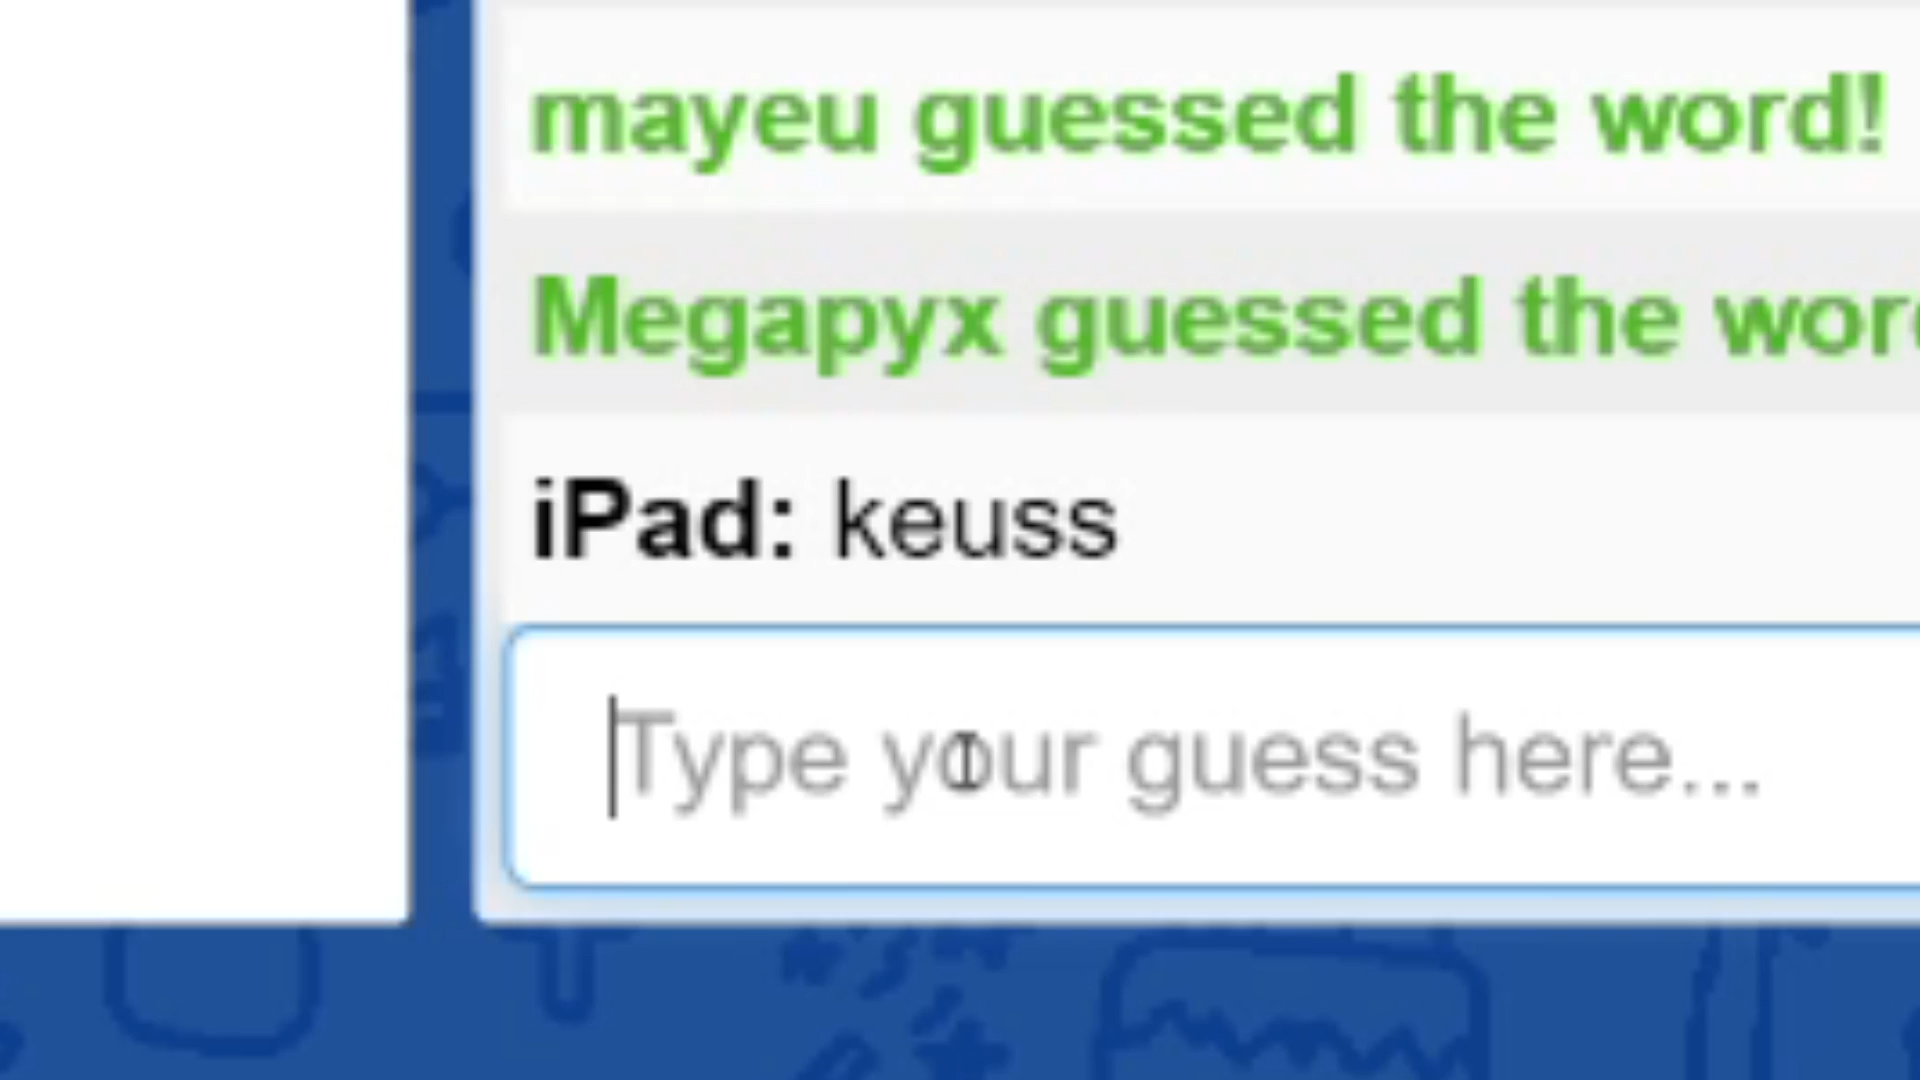 mayeu guessed the word!
Megapyx guessed the
iPad: keuss
Type your guess here...